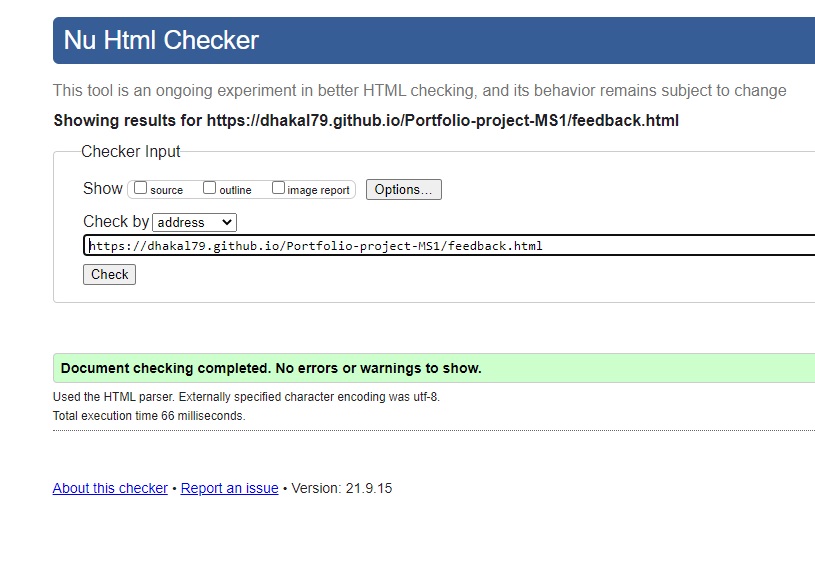 Nu Html Checker
This tool is an ongoing experiment in better HTML checking, and its behavior remains subject to change
Showing results for https://dhakal79.github.io/Portfolio-project-MS1/feedback.html
Checker Input
Show source outline image report Options...
Check by address
https://dhakal79.github.io/Portfolio-project-MS1/feedback.html
Check
Document checking completed. No errors or warnings to show.
Used the HTML parser. Externally specified character encoding was utf-8.
Total execution time 66 milliseconds.
About this checker • Report an issue • Version: 21.9.15